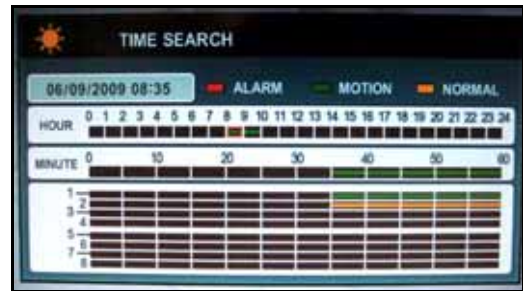 TIME SEARCH
06/09/2009 08:35 ALARM MOTION NORMAL
HOUR 0 1 2 3 4 5 6 7 8 9 10 11 12 13 14 15 16 17 18 19 20 21 22 23 24
MINUTE 0 10 20 30 40 50 60
1
2
3
4
5
6
7
8